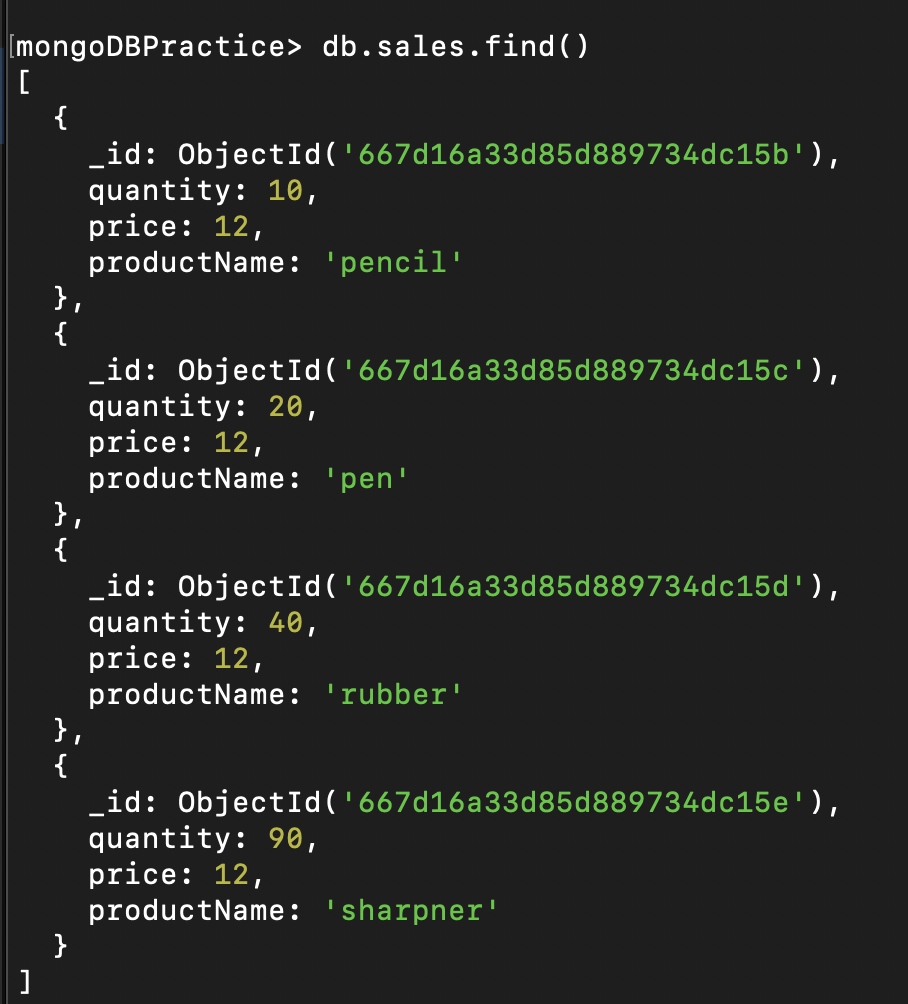 [mongoDBPractice> db.sales.find()
[
  {
    _id: ObjectId('667d16a33d85d889734dc15b'),
    quantity: 10,
    price: 12,
    productName: 'pencil'
  },
  {
    _id: ObjectId('667d16a33d85d889734dc15c'),
    quantity: 20,
    price: 12,
    productName: 'pen'
  },
  {
    _id: ObjectId('667d16a33d85d889734dc15d'),
    quantity: 40,
    price: 12,
    productName: 'rubber'
  },
  {
    _id: ObjectId('667d16a33d85d889734dc15e'),
    quantity: 90,
    price: 12,
    productName: 'sharpner'
  }
]